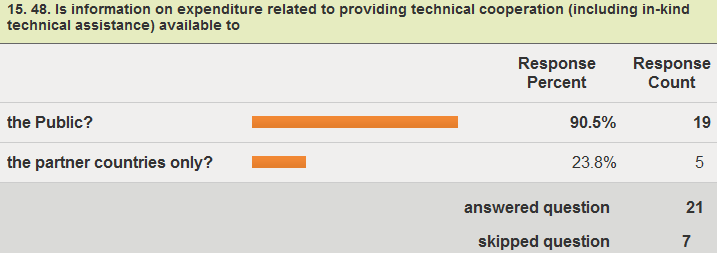 15. 48. Is information on expenditure related to providing technical cooperation (including in-kind
technical assistance) available to
Response Percent Response Count
the Public? 90.5% 19
the partner countries only? 23.8% 5
answered question 21
skipped question 7